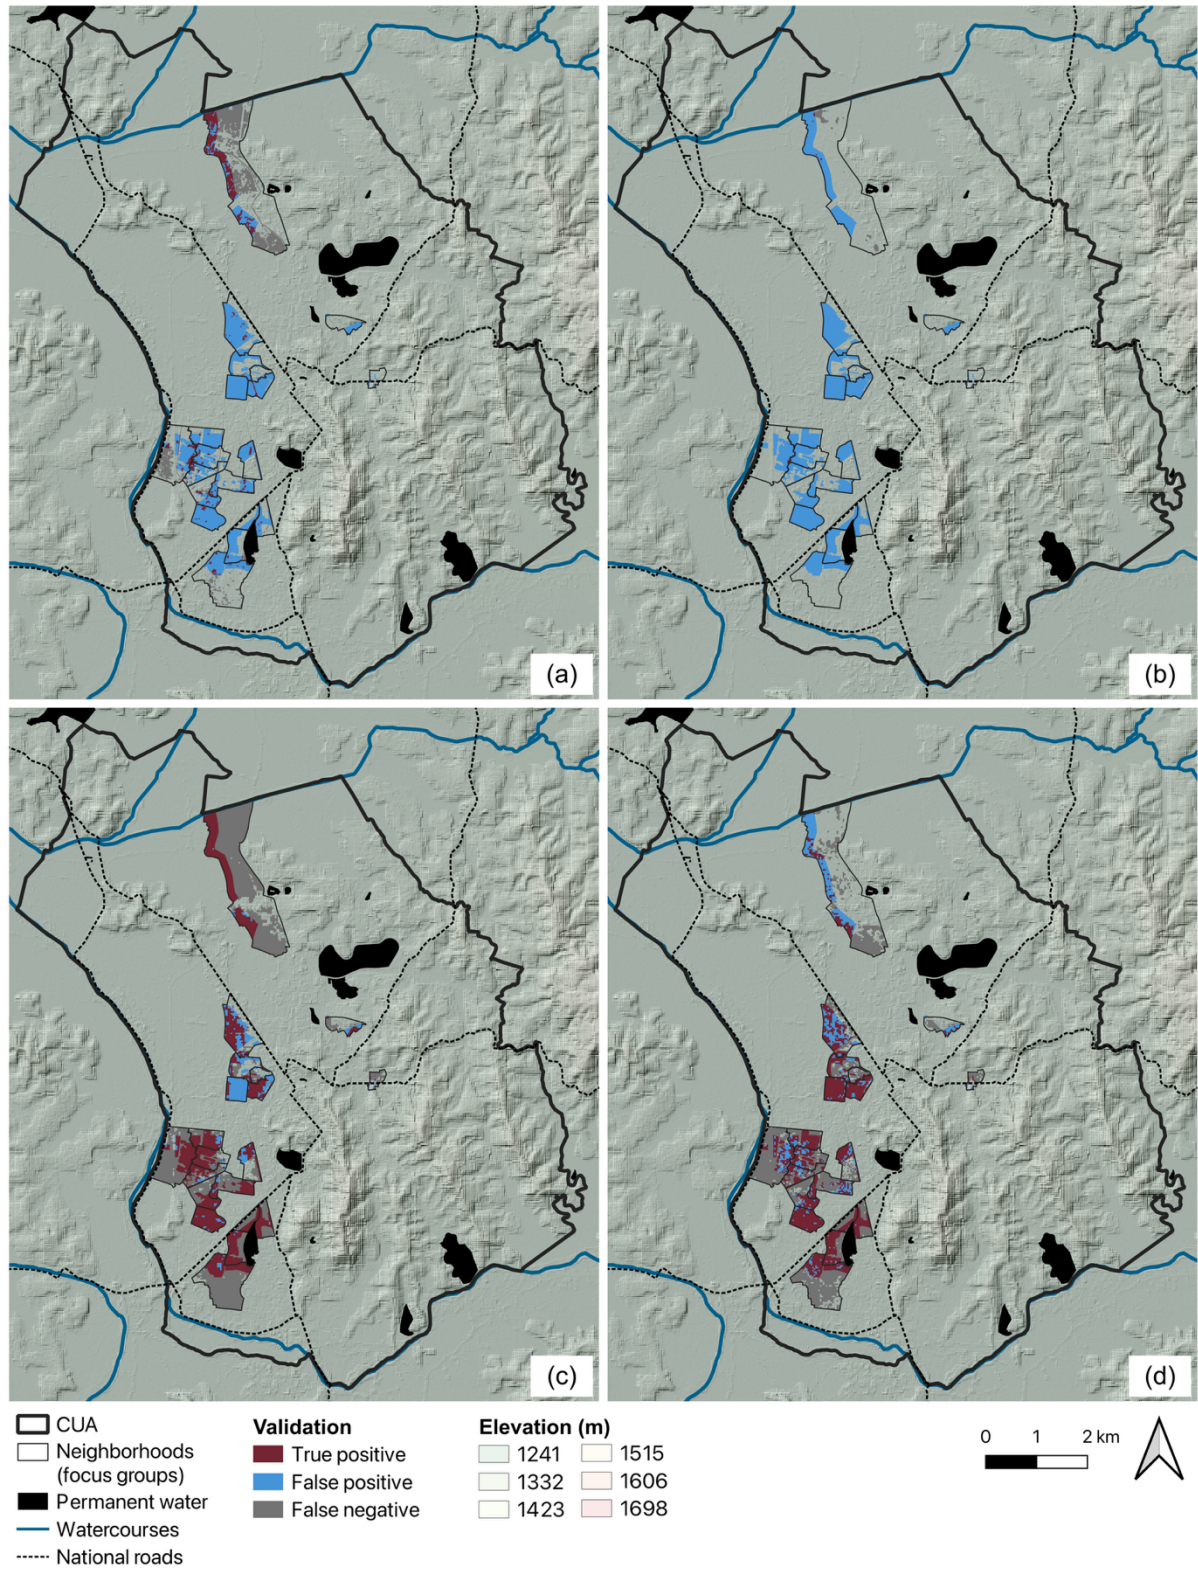 (a)
(b)
(c)
(d)
CUA
Neighborhoods
(focus groups)
Permanent water
Watercourses
National roads
Validation
True positive
False positive
False negative
Elevation (m)
1241
1332
1423
1515
1606
1698
0 1 2 km